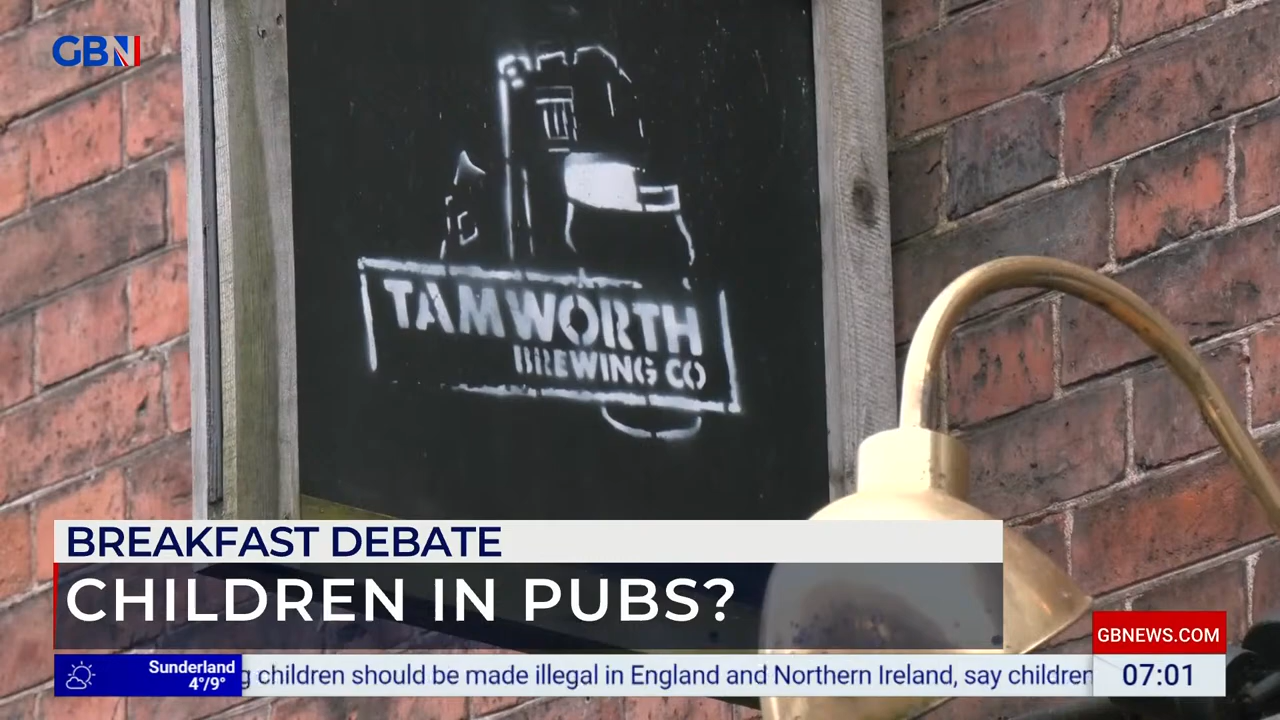 GBN
TAMWORTH
BREWING CO
BREAKFAST DEBATE
CHILDREN IN PUBS?
GBNEWS.COM
Sunderland
4°/9°
children should be made illegal in England and Northern Ireland, say children
07:01